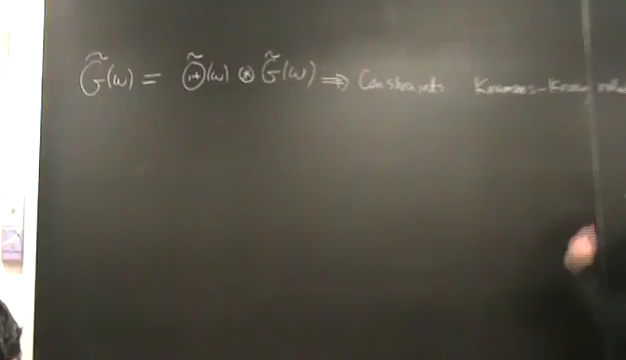 G̃(ω) = Θ̃(ω) ⊛ G̃(ω) ⟹ Constraints. Kramers-Kronig